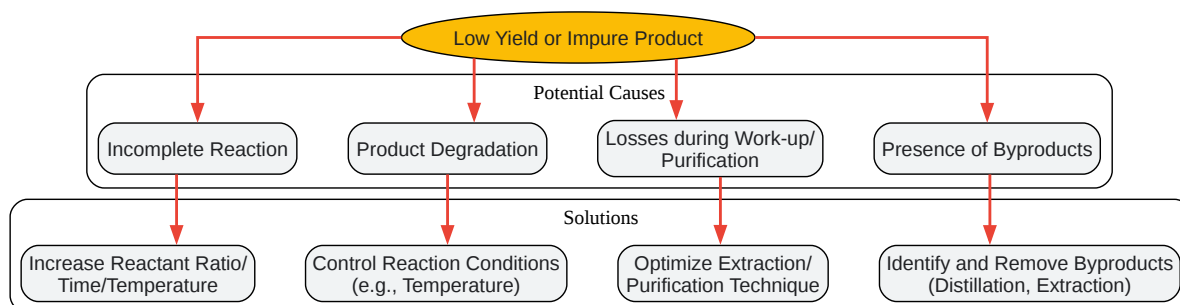 Low Yield or Impure Product
Potential Causes
Incomplete Reaction
Product Degradation
Losses during Work-up/
Purification
Presence of Byproducts
Solutions
Increase Reactant Ratio/
Time/Temperature
Control Reaction Conditions
(e.g., Temperature)
Optimize Extraction/
Purification Technique
Identify and Remove Byproducts
(Distillation, Extraction)